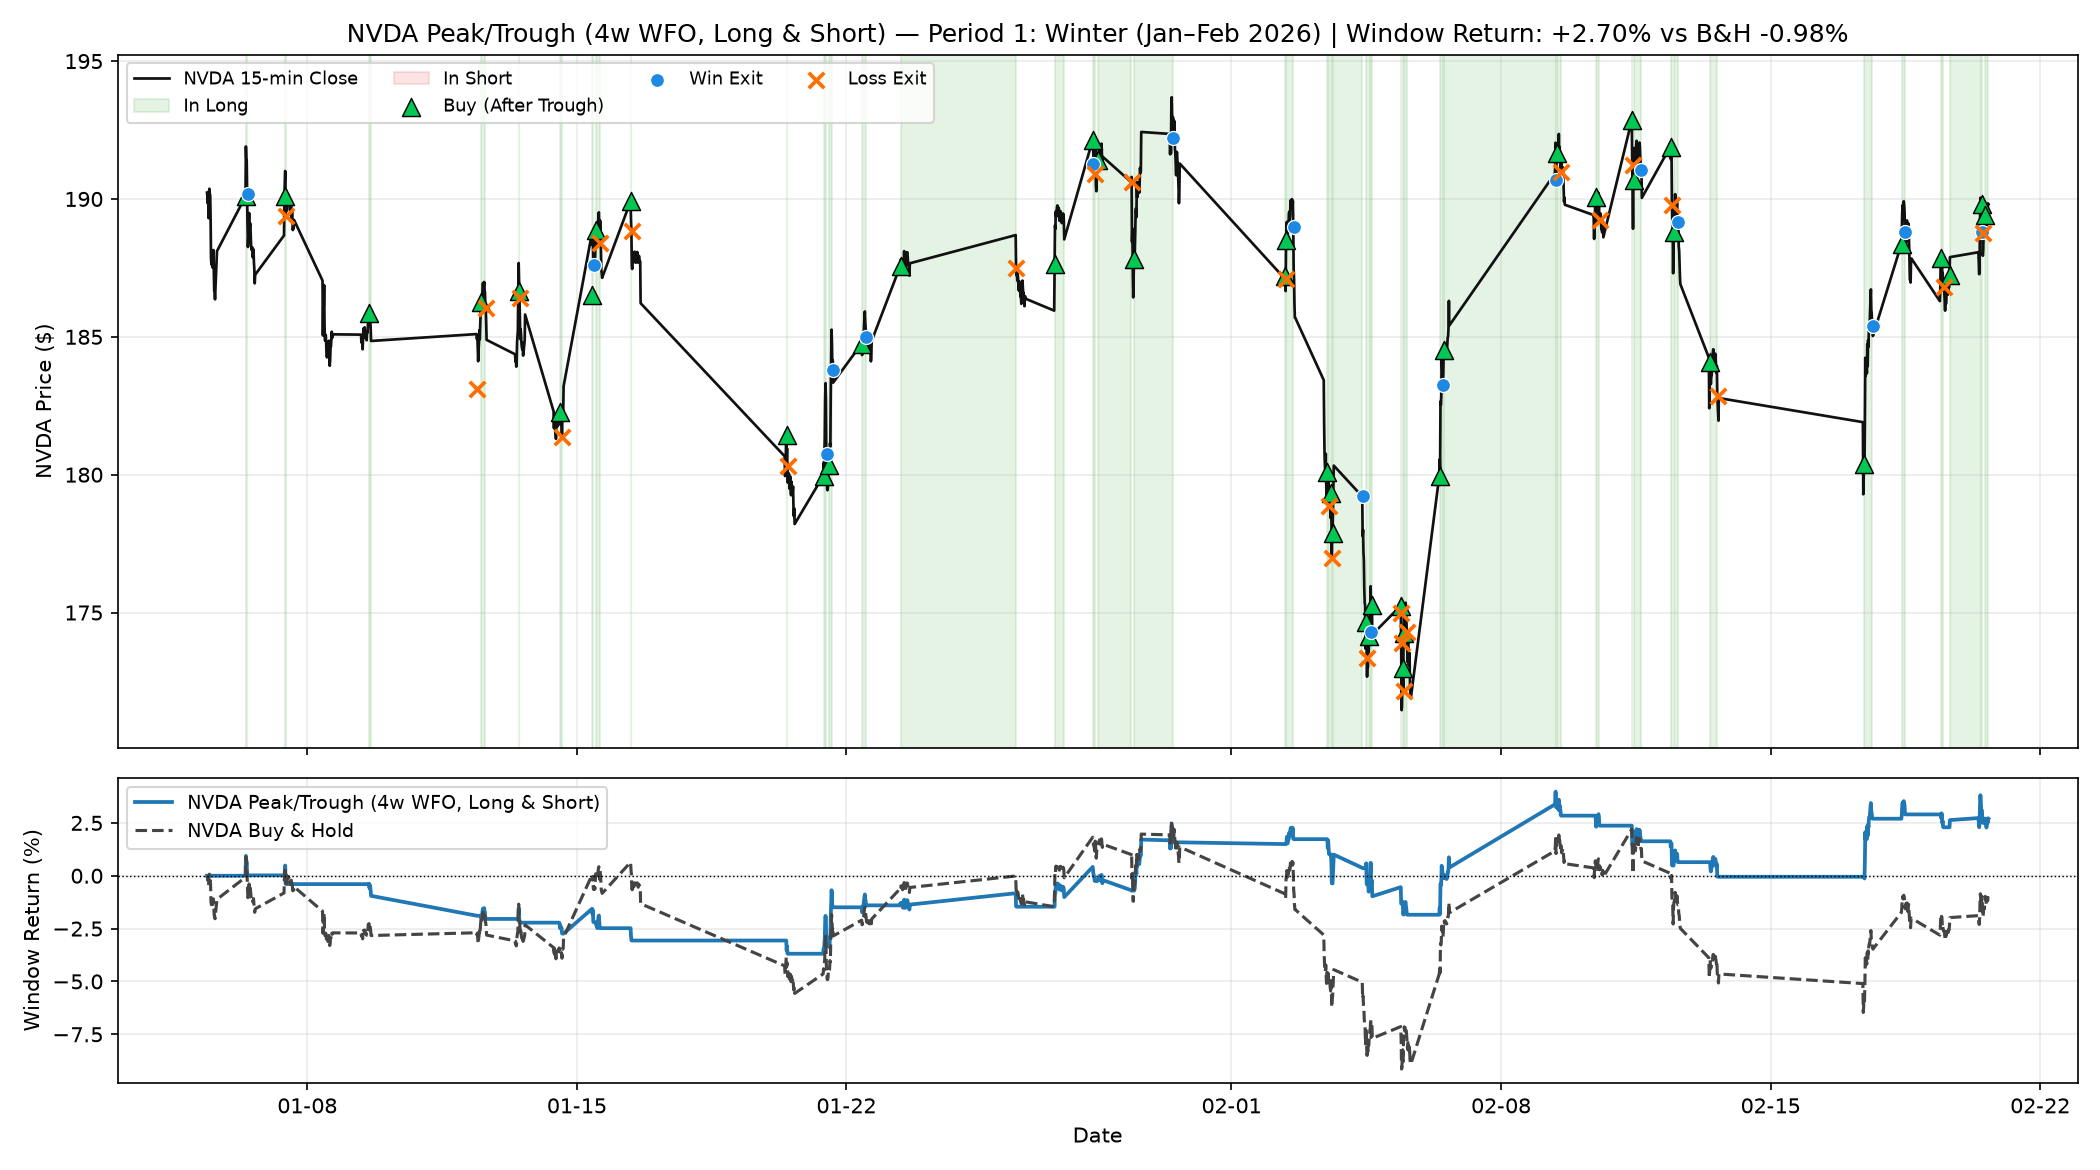 NVDA Peak/Trough (4w WFO, Long & Short) — Period 1: Winter (Jan–Feb 2026) | Window Return: +2.70% vs B&H -0.98%
NVDA 15-min Close
In Long
In Short
Buy (After Trough)
Win Exit
Loss Exit
195
190
185
180
175
NVDA Price ($)
NVDA Peak/Trough (4w WFO, Long & Short)
NVDA Buy & Hold
2.5
0.0
−2.5
−5.0
−7.5
Window Return (%)
01-08
01-15
01-22
02-01
02-08
02-15
02-22
Date